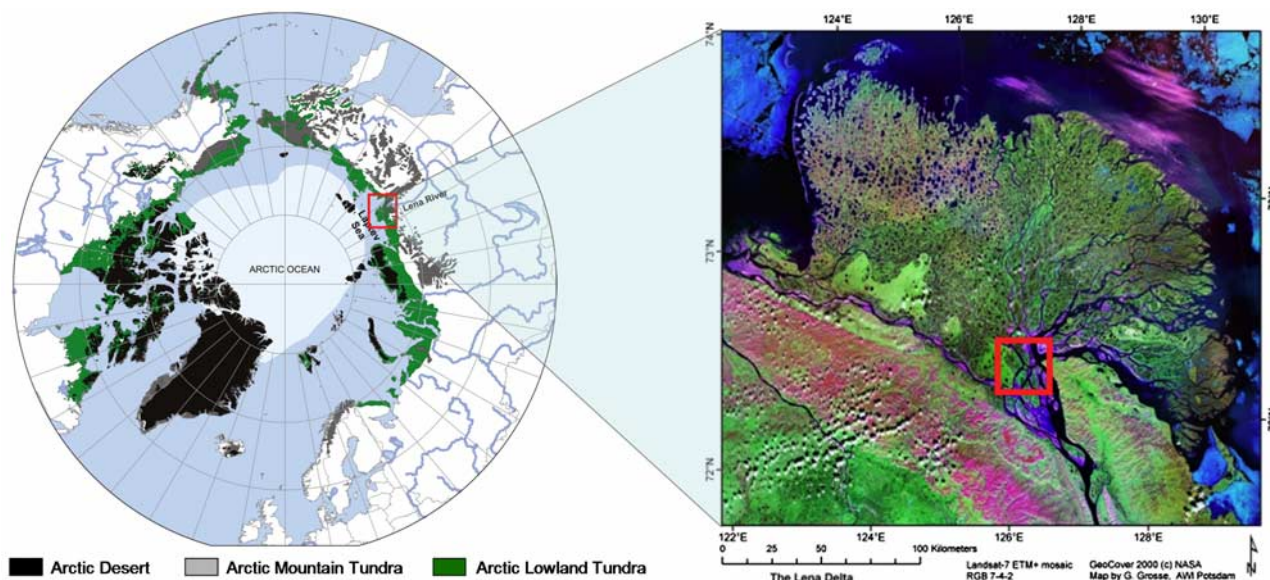 Lena River
Laptev
Sea
ARCTIC OCEAN
Arctic Desert
Arctic Mountain Tundra
Arctic Lowland Tundra
124°E
126°E
128°E
130°E
74°N
73°N
72°N
122°E
124°E
126°E
128°E
0 25 50 100 Kilometers
The Lena Delta
Landsat-7 ETM+ mosaic
RGB 7-4-2
GeoCover 2000 (c) NASA
Map by G. Grosse, AWI Potsdam
N